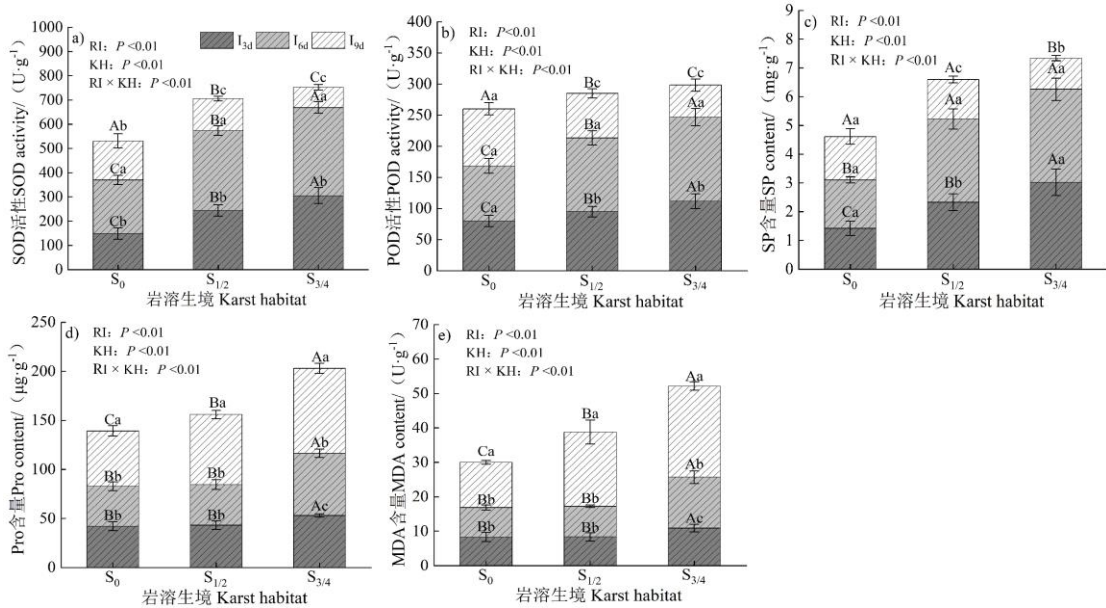 a)
RI: P <0.01
KH: P <0.01
RI × KH: P <0.01
I3d I6d I9d
SOD活性SOD activity/（U·g-1）
1000
900
800
700
600
500
400
300
200
100
0
Ab
Ca
Cb
Bc
Ba
Bb
Cc
Aa
Ab
S0 S1/2 S3/4
岩溶生境 Karst habitat
b)
RI: P<0.01
KH: P<0.01
RI × KH: P<0.01
POD活性POD activity/（U·g-1）
400
350
300
250
200
150
100
50
0
Aa
Ca
Ca
Bc
Ba
Bb
Cc
Aa
Ab
S0 S1/2 S3/4
岩溶生境 Karst habitat
c)
RI: P <0.01
KH: P <0.01
RI × KH: P <0.01
SP含量SP content/（mg·g-1）
9
8
7
6
5
4
3
2
1
0
Aa
Ba
Ca
Ac
Aa
Bb
Bb
Aa
Aa
S0 S1/2 S3/4
岩溶生境 Karst habitat
d)
RI: P <0.01
KH: P <0.01
RI × KH: P <0.01
Pro含量Pro content/（μg·g-1）
250
200
150
100
50
0
Ca
Bb
Bb
Ba
Bb
Bb
Aa
Ab
Ac
S0 S1/2 S3/4
岩溶生境 Karst habitat
e)
RI: P <0.01
KH: P <0.01
RI × KH: P <0.01
MDA含量MDA content/（U·g-1）
70
60
50
40
30
20
10
0
Ca
Bb
Bb
Ba
Bb
Bb
Aa
Ab
Ac
S0 S1/2 S3/4
岩溶生境 Karst habitat